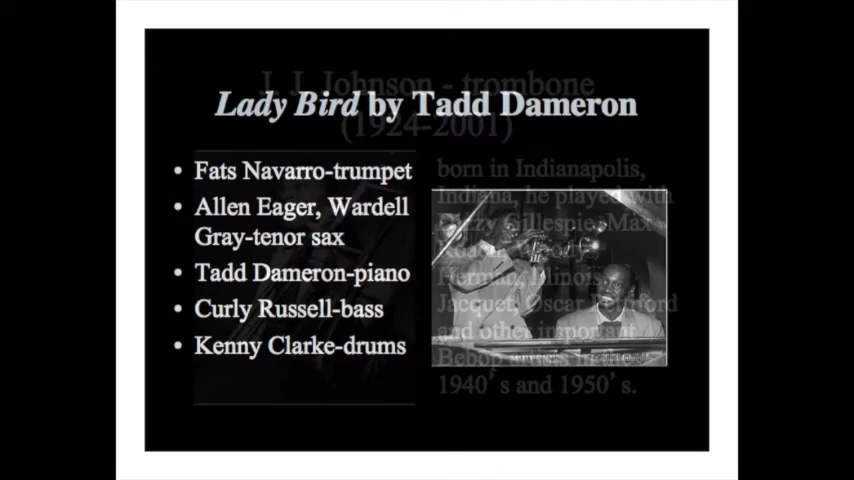 J. J. Johnson - trombone
(1924-2001)
Lady Bird by Tadd Dameron
• Fats Navarro-trumpet
• Allen Eager, Wardell
Gray-tenor sax
• Tadd Dameron-piano
• Curly Russell-bass
• Kenny Clarke-drums
born in Indianapolis,
Indiana, he played with
Dizzy Gillespie, Max
Herman, Illinois
Jacquet, Oscar
and other important
Bebop
1940's and 1950's.